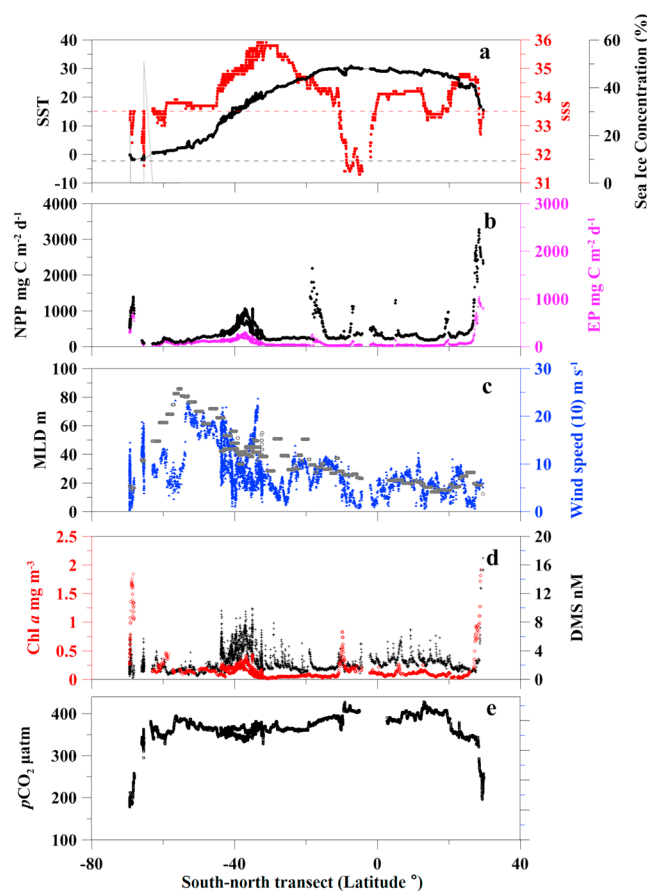 40
30
20
10
0
-10
SST
a
36
35
34
33
32
31
sss
60
40
20
0
Sea Ice Concentration (%)
-80 -40 0 40
4000
3000
2000
1000
0
NPP mg C m⁻² d⁻¹
b
3000
2000
1000
0
EP mg C m⁻² d⁻¹
100
80
60
40
20
0
MLD m
c
30
20
10
0
Wind speed (10) m s⁻¹
2.5
2
1.5
1
0.5
0
Chl a mg m⁻³
d
20
16
12
8
4
0
DMS nM
400
300
200
100
pCO₂ µatm
e
-80 -40 0 40
South-north transect (Latitude °)